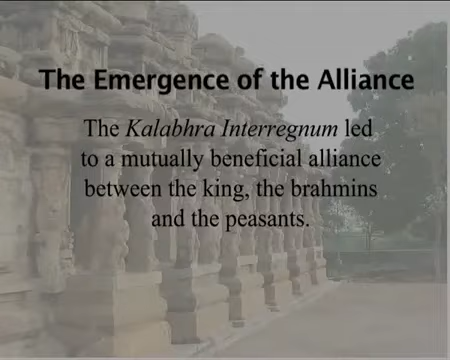 The Emergence of the Alliance
The Kalabhra Interregnum led
to a mutually beneficial alliance
between the king, the brahmins
and the peasants.